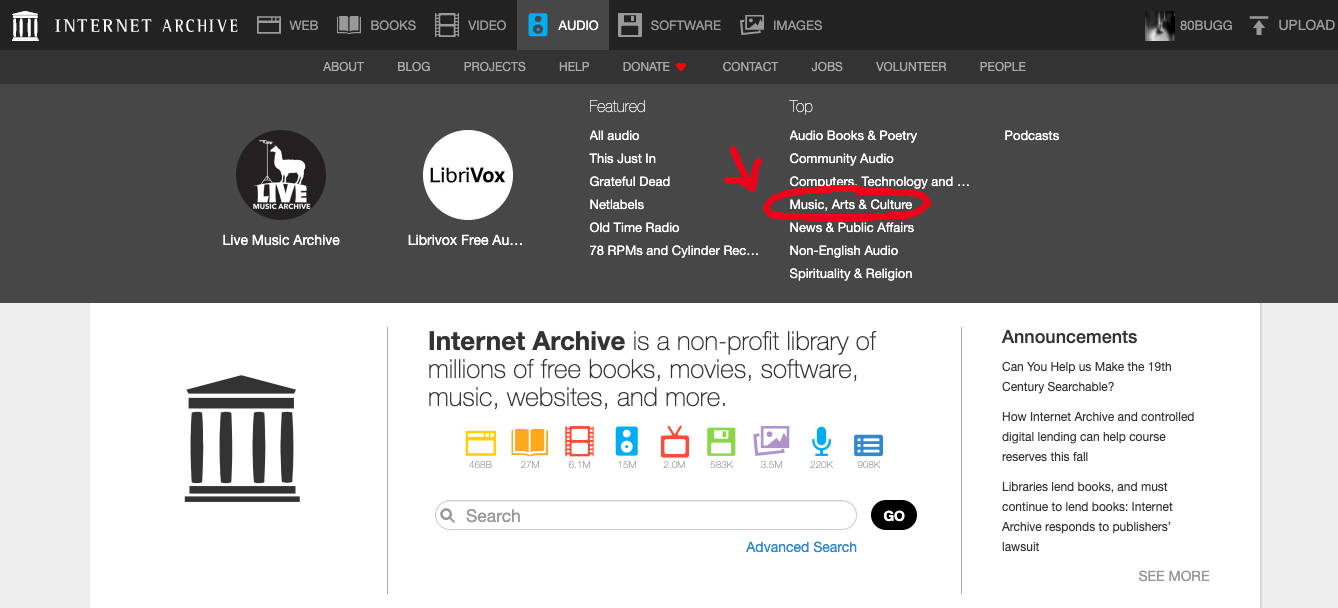 INTERNET ARCHIVE
WEB
BOOKS
VIDEO
AUDIO
SOFTWARE
IMAGES
80BUGG
UPLOAD
ABOUT
BLOG
PROJECTS
HELP
DONATE
CONTACT
JOBS
VOLUNTEER
PEOPLE
LIVE
MUSIC ARCHIVE
Live Music Archive
LibriVox
Librivox Free Au...
Featured
All audio
This Just In
Grateful Dead
Netlabels
Old Time Radio
78 RPMs and Cylinder Rec...
Top
Audio Books & Poetry
Community Audio
Computers, Technology and ...
Music, Arts & Culture
News & Public Affairs
Non-English Audio
Spirituality & Religion
Podcasts
Internet Archive is a non-profit library of
millions of free books, movies, software,
music, websites, and more.
468B
27M
6.1M
15M
2.0M
583K
3.5M
220K
908K
Search
GO
Advanced Search
Announcements
Can You Help us Make the 19th
Century Searchable?
How Internet Archive and controlled
digital lending can help course
reserves this fall
Libraries lend books, and must
continue to lend books: Internet
Archive responds to publishers'
lawsuit
SEE MORE